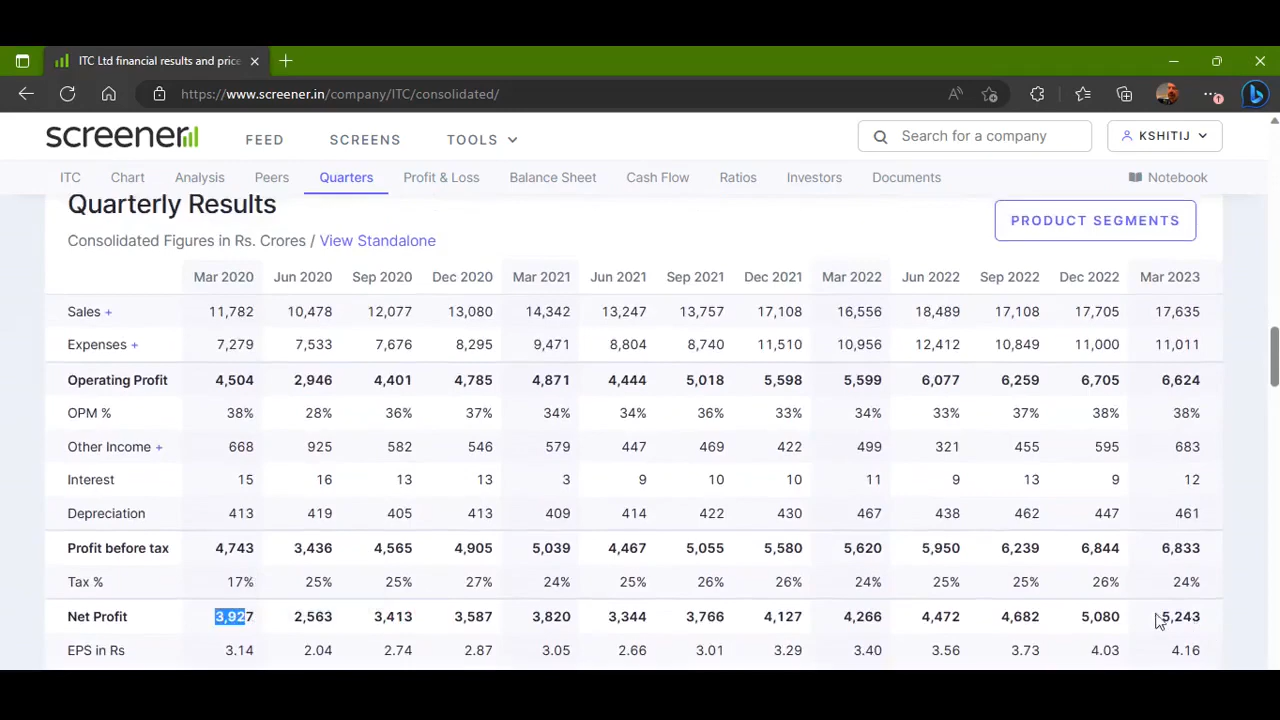 ITC Ltd financial results and price
https://www.screener.in/company/ITC/consolidated/
screener
FEED
SCREENS
TOOLS
Search for a company
KSHITIJ
ITC
Chart
Analysis
Peers
Quarters
Profit & Loss
Balance Sheet
Cash Flow
Ratios
Investors
Documents
Notebook
Quarterly Results
PRODUCT SEGMENTS
Consolidated Figures in Rs. Crores / View Standalone
Mar 2020 Jun 2020 Sep 2020 Dec 2020 Mar 2021 Jun 2021 Sep 2021 Dec 2021 Mar 2022 Jun 2022 Sep 2022 Dec 2022 Mar 2023
Sales + 11,782 10,478 12,077 13,080 14,342 13,247 13,757 17,108 16,556 18,489 17,108 17,705 17,635
Expenses + 7,279 7,533 7,676 8,295 9,471 8,804 8,740 11,510 10,956 12,412 10,849 11,000 11,011
Operating Profit 4,504 2,946 4,401 4,785 4,871 4,444 5,018 5,598 5,599 6,077 6,259 6,705 6,624
OPM % 38% 28% 36% 37% 34% 34% 36% 33% 34% 33% 37% 38% 38%
Other Income + 668 925 582 546 579 447 469 422 499 321 455 595 683
Interest 15 16 13 13 3 9 10 10 11 9 13 9 12
Depreciation 413 419 405 413 409 414 422 430 467 438 462 447 461
Profit before tax 4,743 3,436 4,565 4,905 5,039 4,467 5,055 5,580 5,620 5,950 6,239 6,844 6,833
Tax % 17% 25% 25% 27% 24% 25% 26% 26% 24% 25% 25% 26% 24%
Net Profit 3,927 2,563 3,413 3,587 3,820 3,344 3,766 4,127 4,266 4,472 4,682 5,080 5,243
EPS in Rs 3.14 2.04 2.74 2.87 3.05 2.66 3.01 3.29 3.40 3.56 3.73 4.03 4.16